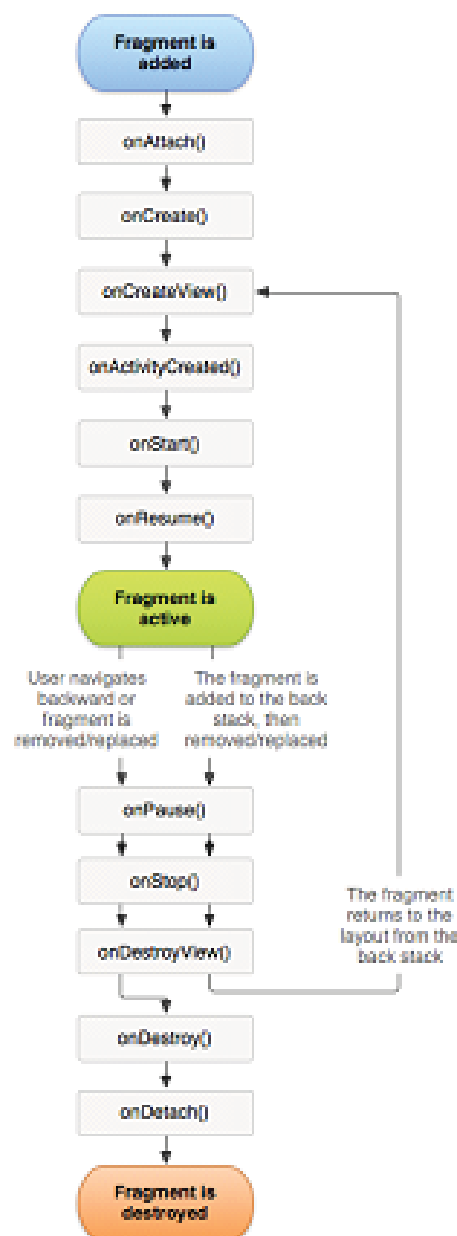 Fragment is
added
onAttach()
onCreate()
onCreateView()
onActivityCreated()
onStart()
onResume()
Fragment is
active
User navigates
backward or
fragment is
removed/replaced
The fragment is
added to the back
stack, then
removed/replaced
onPause()
onStop()
onDestroyView()
The fragment
returns to the
layout from the
back stack
onDestroy()
onDetach()
Fragment is
destroyed